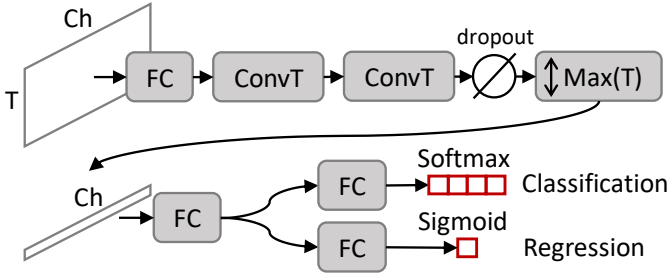 Ch
T
FC
ConvT
ConvT
dropout
Max(T)
Ch
FC
FC
Softmax
Classification
FC
Sigmoid
Regression